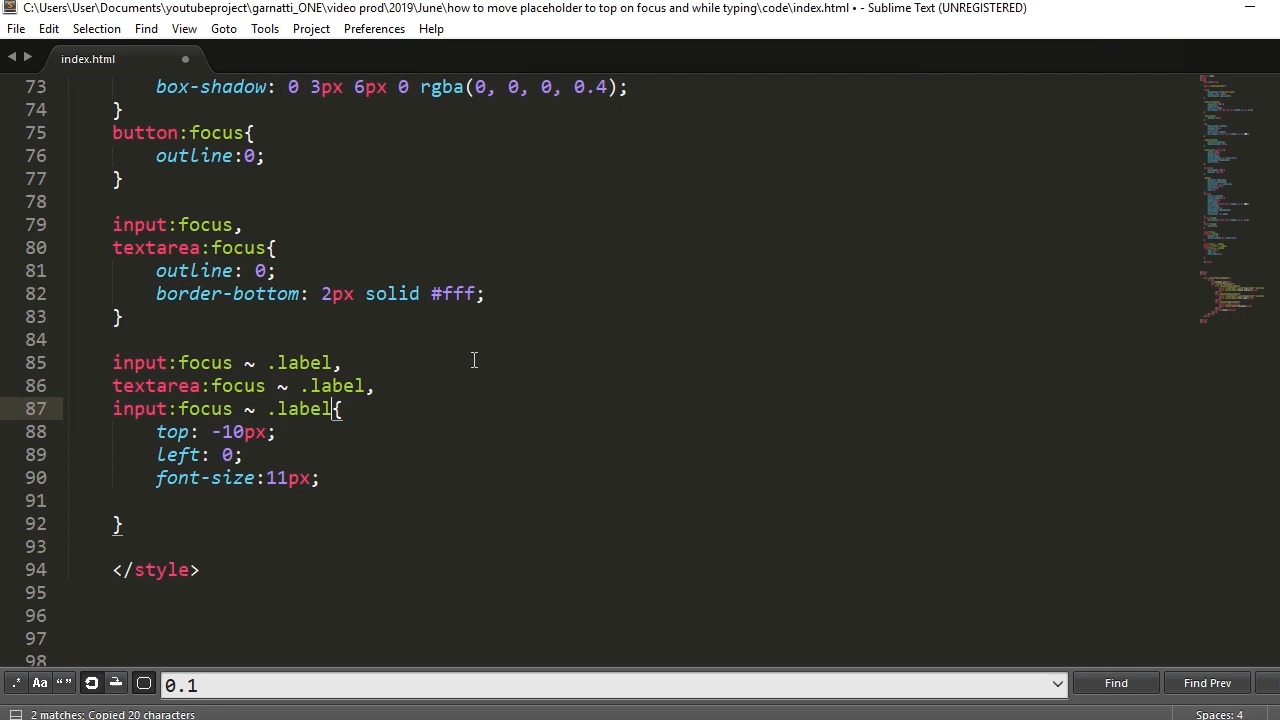 C:\Users\User\Documents\youtubeproject\garnatti_ONE\video prod\2019\June\how to move placeholder to top on focus and while typing\code\index.html • - Sublime Text (UNREGISTERED)
File Edit Selection Find View Goto Tools Project Preferences Help
index.html
73 box-shadow: 0 3px 6px 0 rgba(0, 0, 0, 0.4);
74 }
75 button:focus{
76 outline:0;
77 }
78
79 input:focus,
80 textarea:focus{
81 outline: 0;
82 border-bottom: 2px solid #fff;
83 }
84
85 input:focus ~ .label,
86 textarea:focus ~ .label,
87 input:focus ~ .label{
88 top: -10px;
89 left: 0;
90 font-size:11px;
91
92 }
93
94 </style>
95
96
97
98
.* Aa “ ” 0.1 Find Find Prev
2 matches; Copied 20 characters Spaces: 4